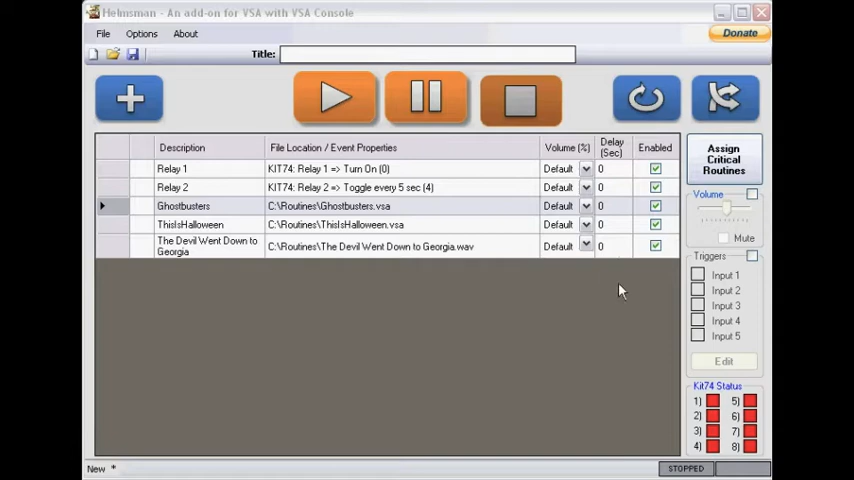 Helmsman - An add-on for VSA with VSA Console
File Options About
Donate
Title:
Description File Location / Event Properties Volume (%) Delay (Sec) Enabled
Relay 1 KIT74: Relay 1 => Turn On (0) Default 0
Relay 2 KIT74: Relay 2 => Toggle every 5 sec (4) Default 0
Ghostbusters C:\Routines\Ghostbusters.vsa Default 0
ThisIsHalloween C:\Routines\ThisIsHalloween.vsa Default 0
The Devil Went Down to Georgia C:\Routines\The Devil Went Down to Georgia.wav Default 0
Assign
Critical
Routines
Volume
Mute
Triggers
Input 1
Input 2
Input 3
Input 4
Input 5
Edit
Kit74 Status
1) 5)
2) 6)
3) 7)
4) 8)
New * STOPPED